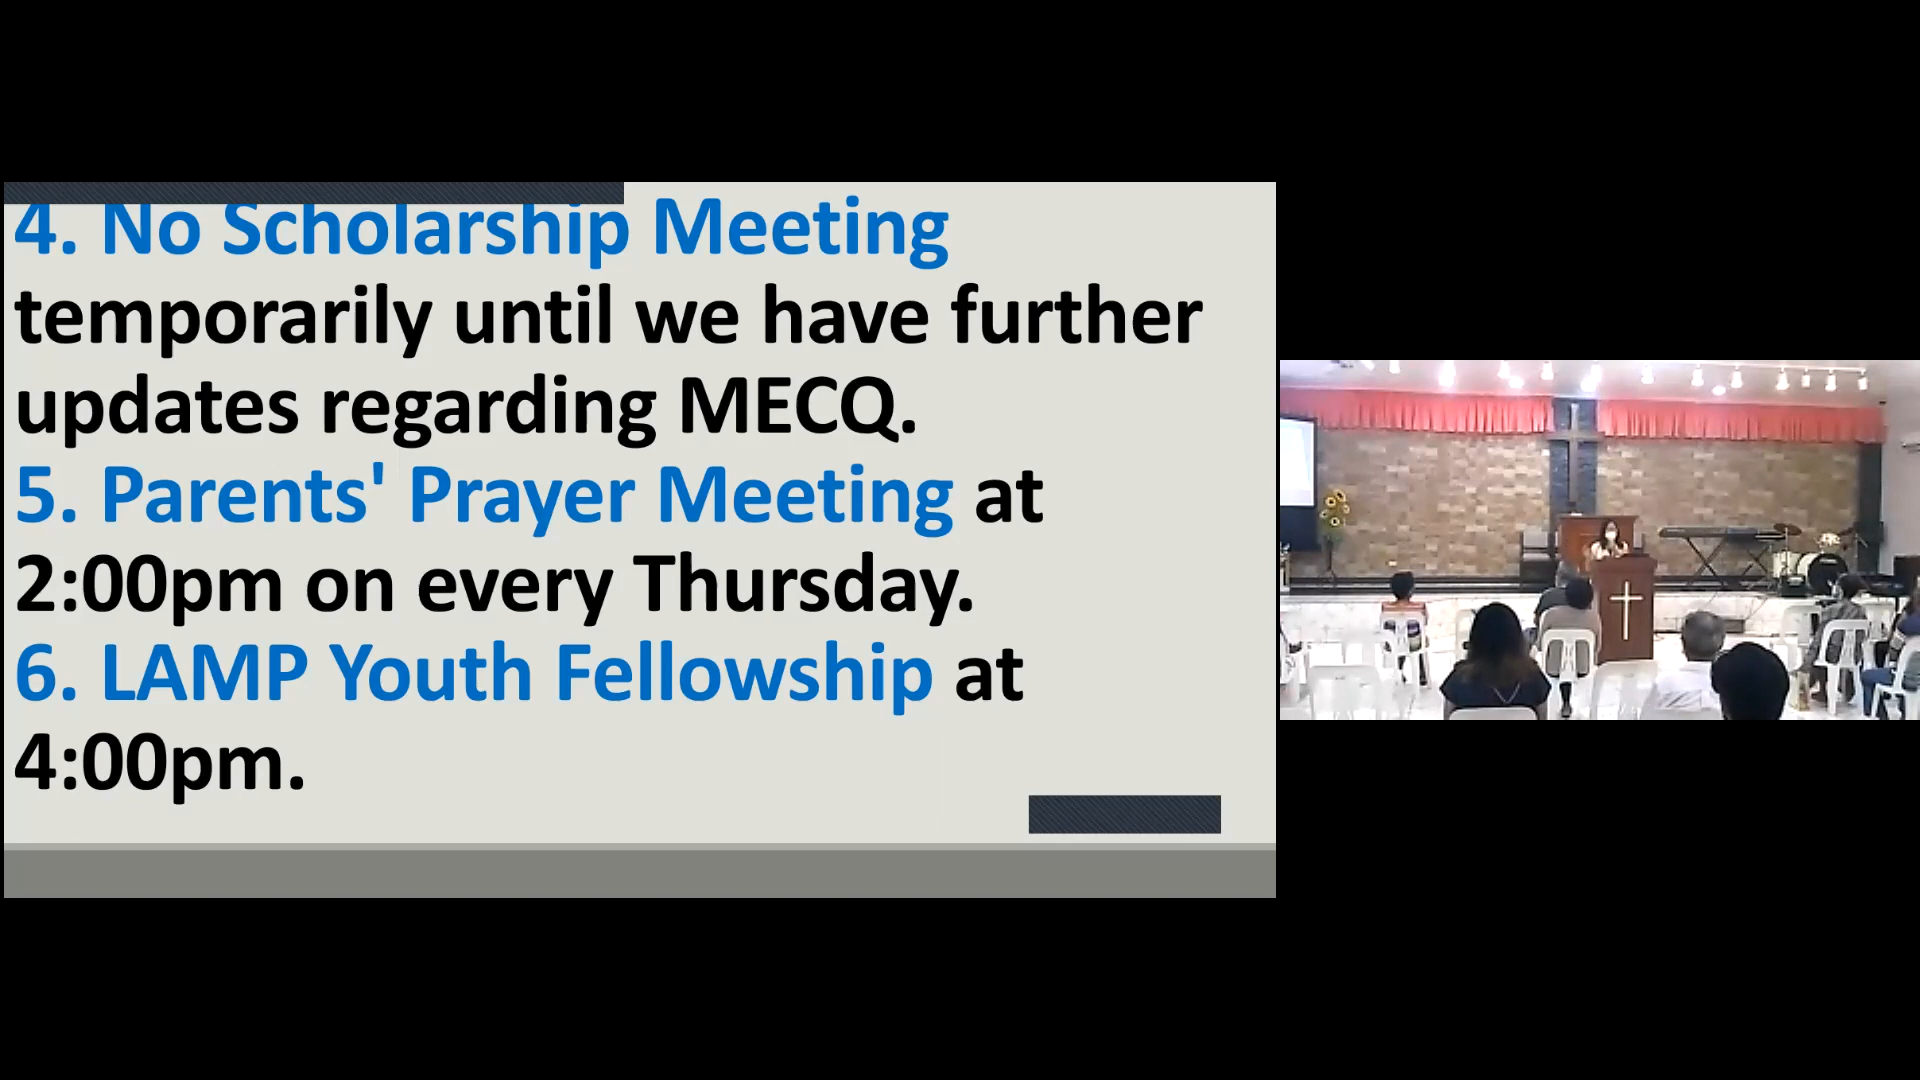 4. No Scholarship Meeting
temporarily until we have further
updates regarding MECQ.
5. Parents' Prayer Meeting at
2:00pm on every Thursday.
6. LAMP Youth Fellowship at
4:00pm.